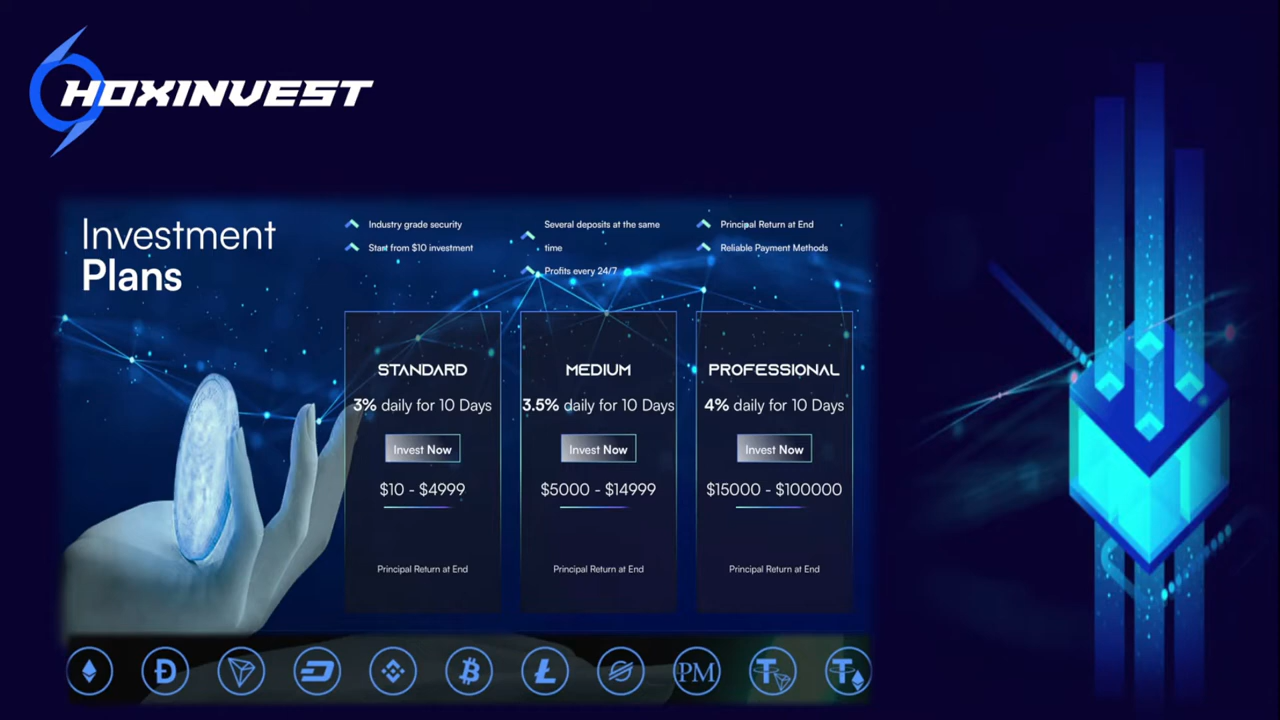 HOXINVEST
Investment
Plans
Industry grade security
Start from $10 investment
Several deposits at the same
time
Profits every 24/7
Principal Return at End
Reliable Payment Methods
STANDARD
3% daily for 10 Days
Invest Now
$10 - $4999
Principal Return at End
MEDIUM
3.5% daily for 10 Days
Invest Now
$5000 - $14999
Principal Return at End
PROFESSIONAL
4% daily for 10 Days
Invest Now
$15000 - $100000
Principal Return at End
PM